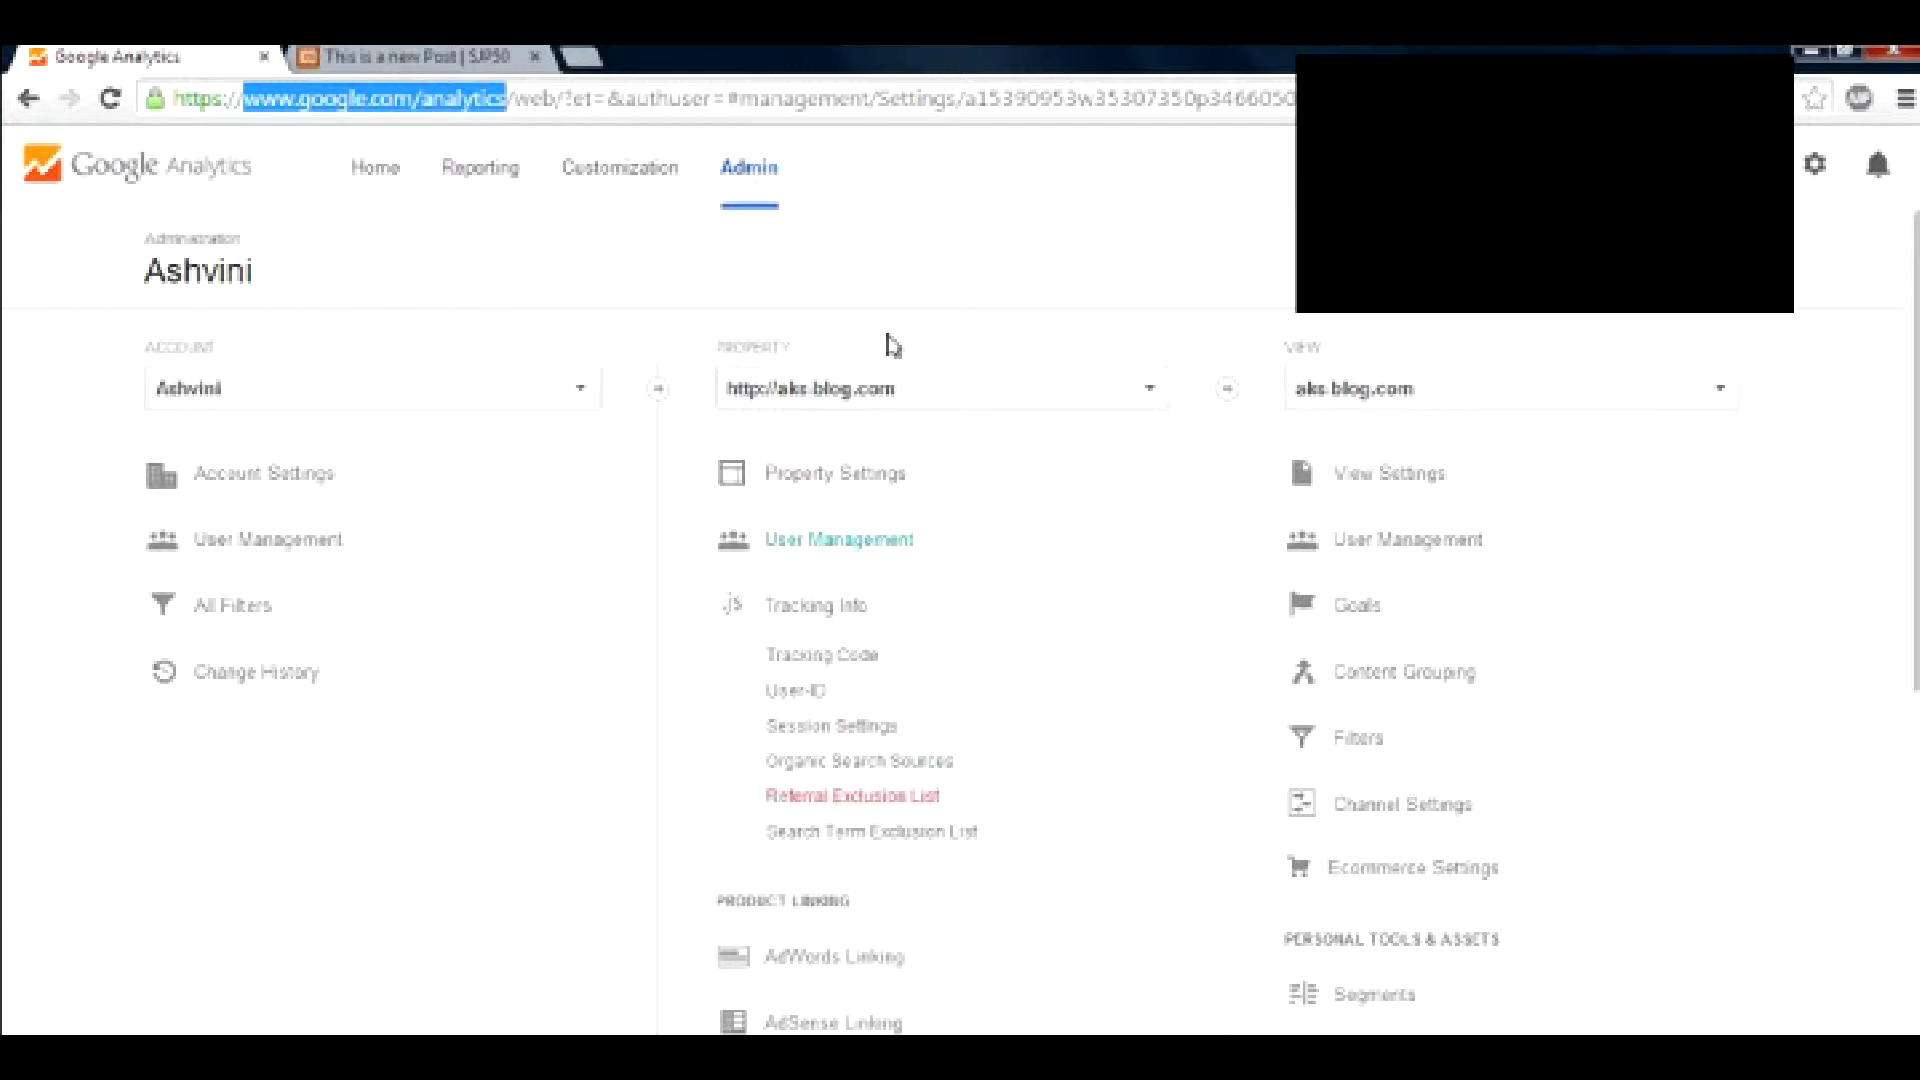 Google Analytics
This is a new Post | SJP50
https://www.google.com/analytics/web/?et=&authuser=#management/Settings/a15390953w35307350p3466050
Google Analytics
Home Reporting Customization Admin
Administration
Ashvini
ACCOUNT PROPERTY VIEW
Ashvini http://aks-blog.com aks-blog.com
Account Settings Property Settings View Settings
User Management User Management User Management
All Filters js Tracking Info Goals
Tracking Code
Change History User-ID Content Grouping
Session Settings Filters
Organic Search Sources
Referral Exclusion List Channel Settings
Search Term Exclusion List
Ecommerce Settings
PRODUCT LINKING
PERSONAL TOOLS & ASSETS
AdWords Linking
Segments
AdSense Linking